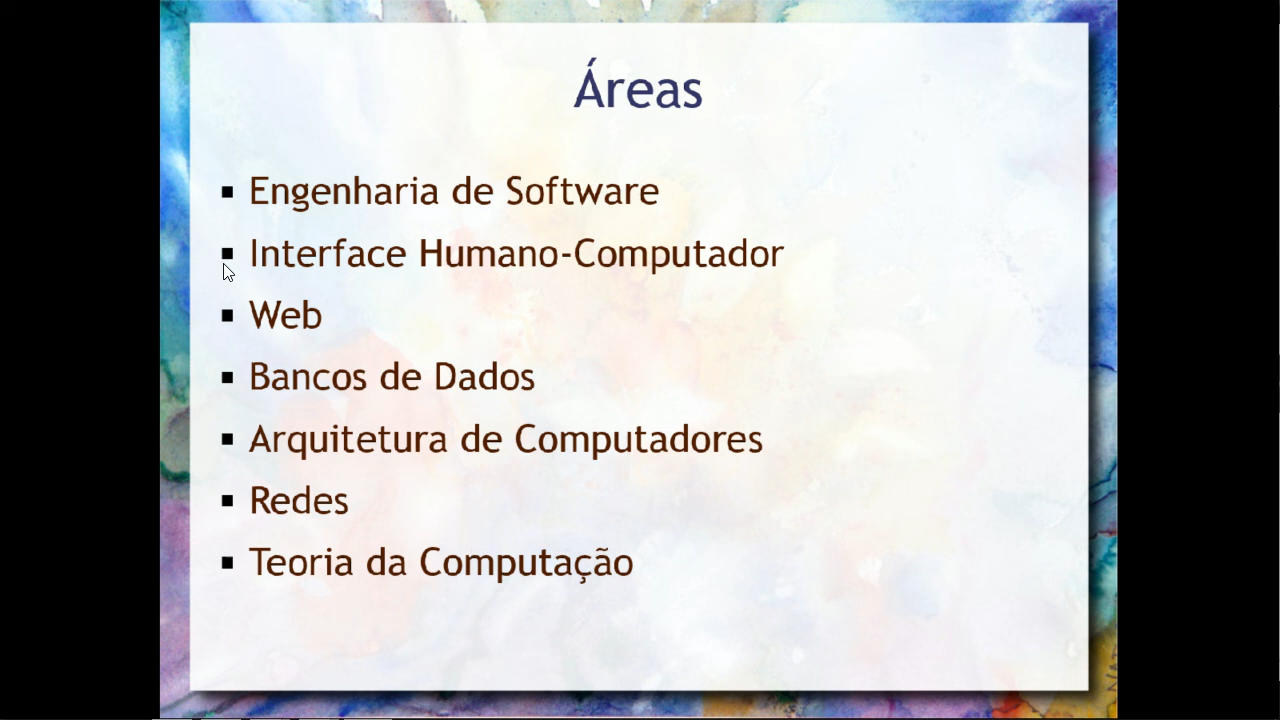 Áreas
▪ Engenharia de Software
▪ Interface Humano-Computador
▪ Web
▪ Bancos de Dados
▪ Arquitetura de Computadores
▪ Redes
▪ Teoria da Computação